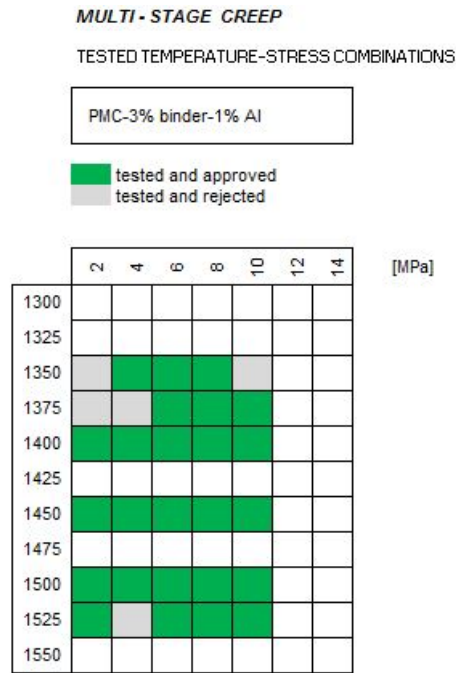 MULTI - STAGE CREEP
TESTED TEMPERATURE-STRESS COMBINATIONS
PMC-3% binder-1% Al
tested and approved
tested and rejected
2 4 6 8 10 12 14 [MPa]
1300
1325
1350
1375
1400
1425
1450
1475
1500
1525
1550